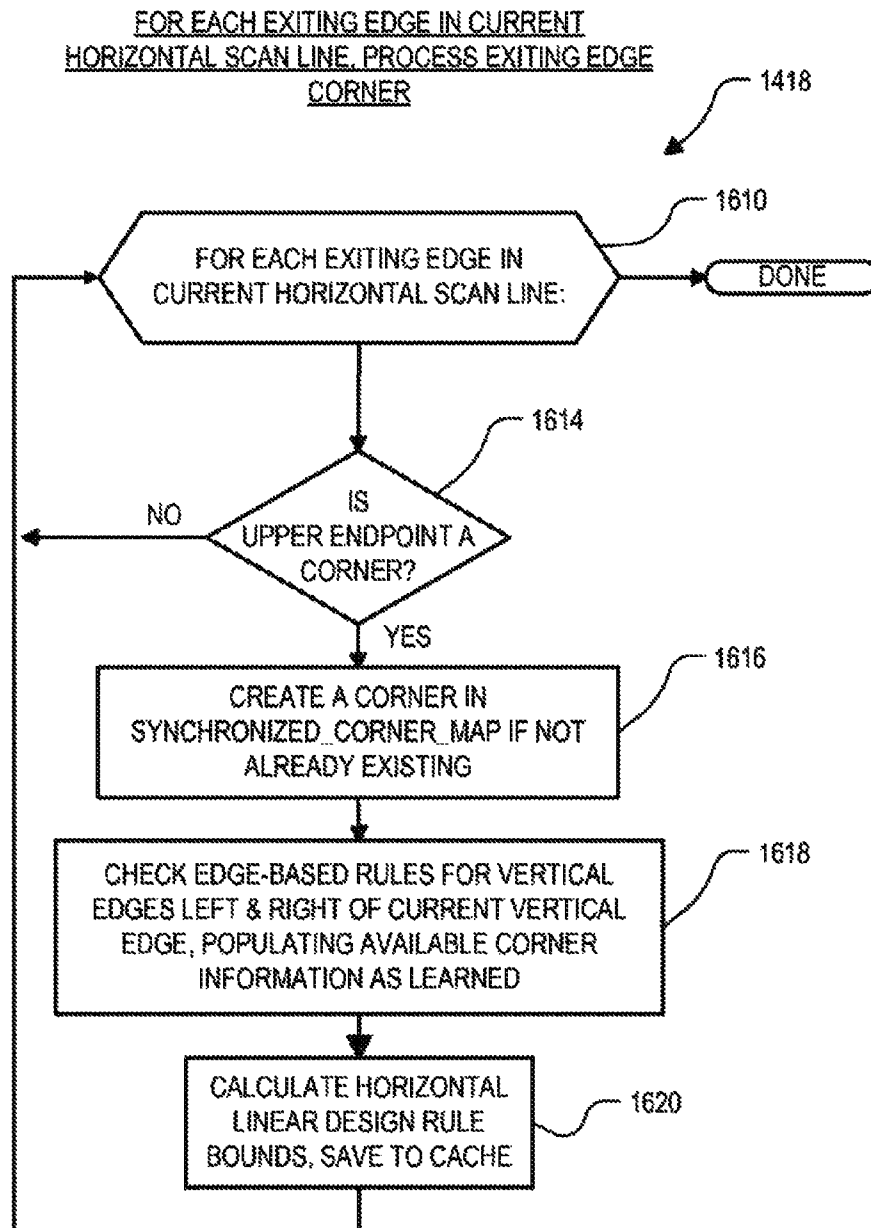 FOR EACH EXITING EDGE IN CURRENT
HORIZONTAL SCAN LINE, PROCESS EXITING EDGE
CORNER
1418
1610
FOR EACH EXITING EDGE IN
CURRENT HORIZONTAL SCAN LINE:
DONE
1614
IS
UPPER ENDPOINT A
CORNER?
NO
YES
1616
CREATE A CORNER IN
SYNCHRONIZED_CORNER_MAP IF NOT
ALREADY EXISTING
1618
CHECK EDGE-BASED RULES FOR VERTICAL
EDGES LEFT & RIGHT OF CURRENT VERTICAL
EDGE, POPULATING AVAILABLE CORNER
INFORMATION AS LEARNED
CALCULATE HORIZONTAL
LINEAR DESIGN RULE
BOUNDS, SAVE TO CACHE
1620